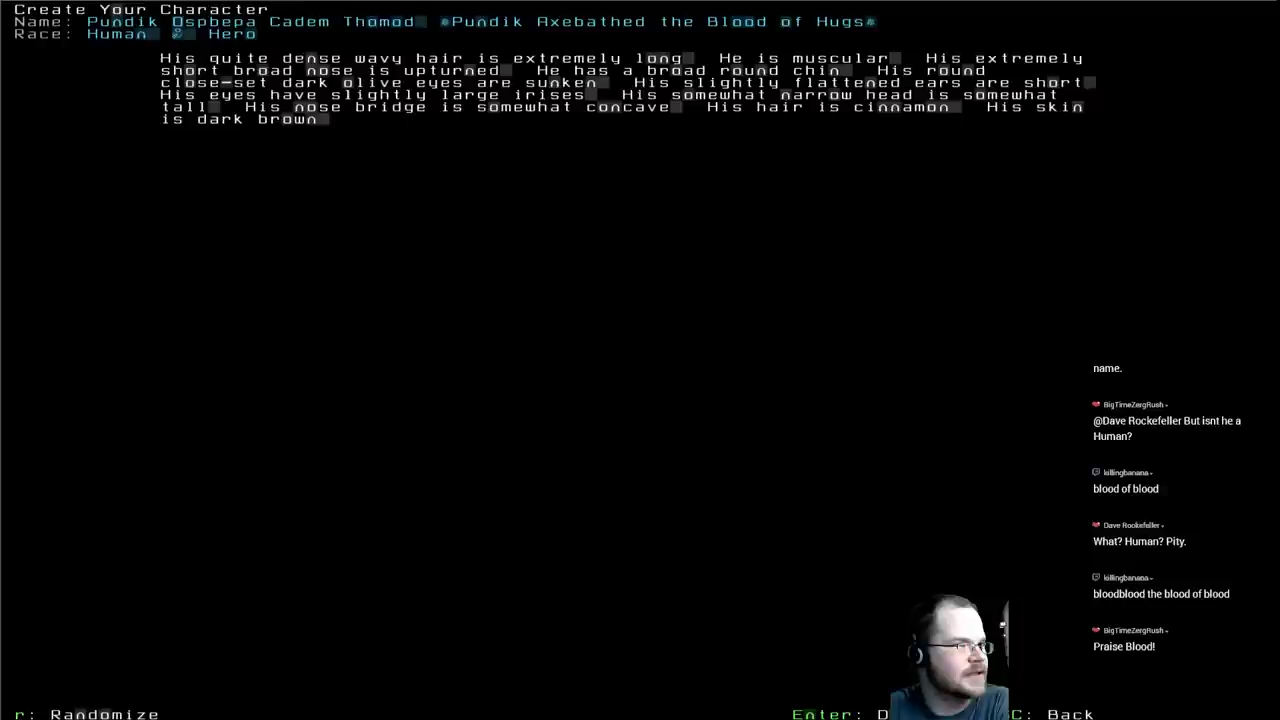 Create Your Character
Name: Pundik Ospbepa Cadem Thomod *Pundik Axebathed the Blood of Hugs*
Race: Human Hero
His quite dense wavy hair is extremely long He is muscular His extremely
short broad nose is upturned He has a broad round chin His round
close-set dark olive eyes are sunken His slightly flattened ears are short
His eyes have slightly large irises His somewhat narrow head is somewhat
tall His nose bridge is somewhat concave His hair is cinnamon His skin
is dark brown
name.
BigTimeZergRush
@Dave Rockefeller But isnt he a
Human?
killingbanana
blood of blood
Dave Rockefeller
What? Human? Pity.
killingbanana
bloodblood the blood of blood
BigTimeZergRush
Praise Blood!
r: Randomize
Enter: D
C: Back